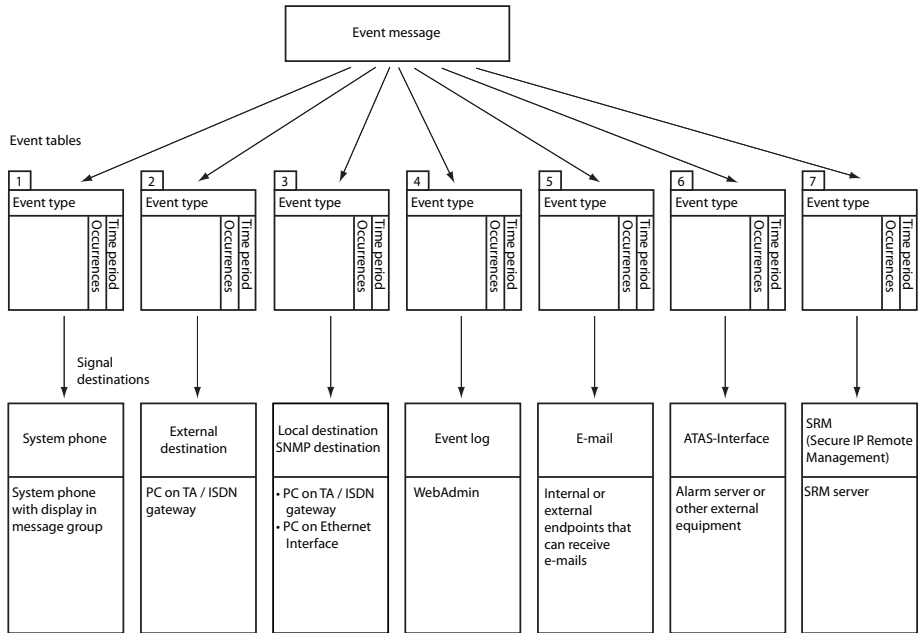 Event message
Event tables
1
Event type
Occurrences
Time period
2
Event type
Occurrences
Time period
3
Event type
Occurrences
Time period
4
Event type
Occurrences
Time period
5
Event type
Occurrences
Time period
6
Event type
Occurrences
Time period
7
Event type
Occurrences
Time period
Signal
destinations
System phone
System phone
with display in
message group
External
destination
PC on TA / ISDN
gateway
Local destination
SNMP destination
• PC on TA / ISDN
gateway
• PC on Ethernet
Interface
Event log
WebAdmin
E-mail
Internal or
external
endpoints that
can receive
e-mails
ATAS-Interface
Alarm server or
other external
equipment
SRM
(Secure IP Remote
Management)
SRM server